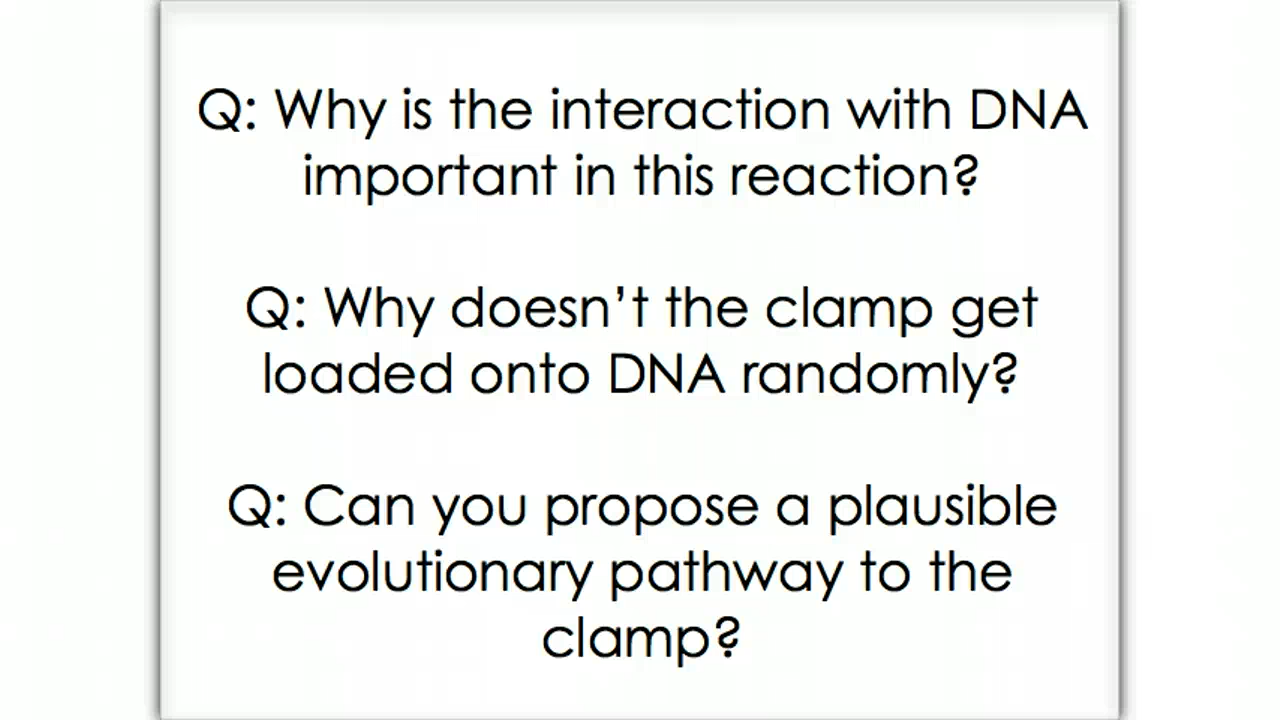 Q: Why is the interaction with DNA
important in this reaction?
Q: Why doesn’t the clamp get
loaded onto DNA randomly?
Q: Can you propose a plausible
evolutionary pathway to the
clamp?